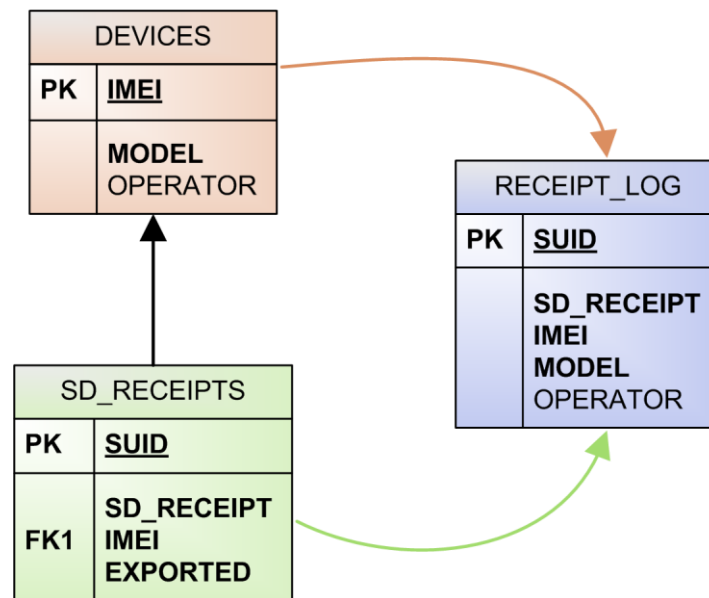 DEVICES
PK IMEI
MODEL
OPERATOR
RECEIPT_LOG
PK SUID
SD_RECEIPT
IMEI
MODEL
OPERATOR
SD_RECEIPTS
PK SUID
SD_RECEIPT
FK1 IMEI
EXPORTED